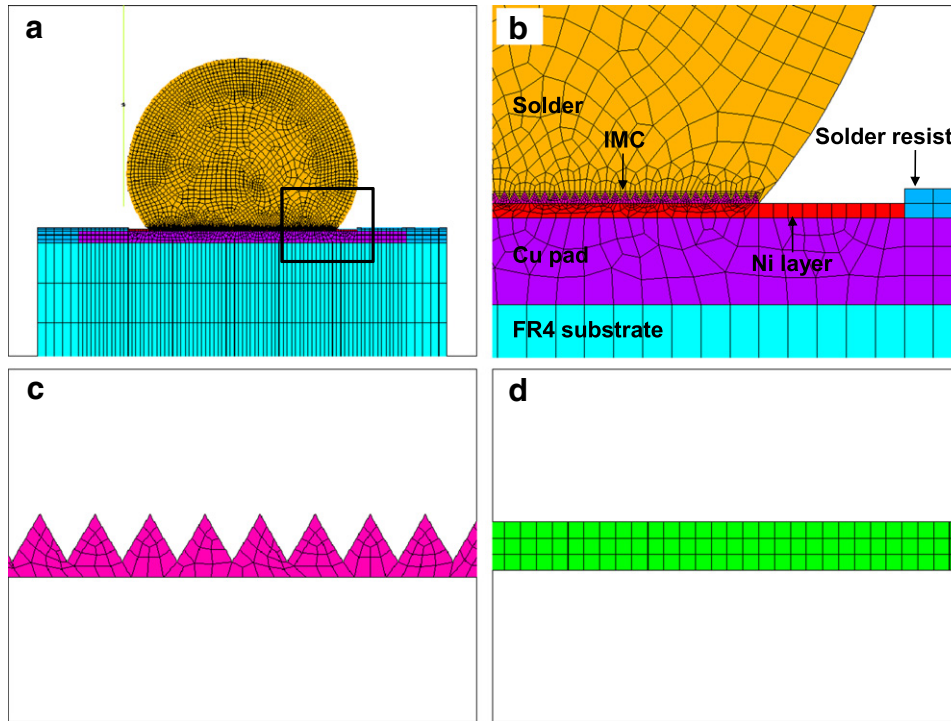 a
b
Solder
IMC
Solder resist
Cu pad
Ni layer
FR4 substrate
c
d